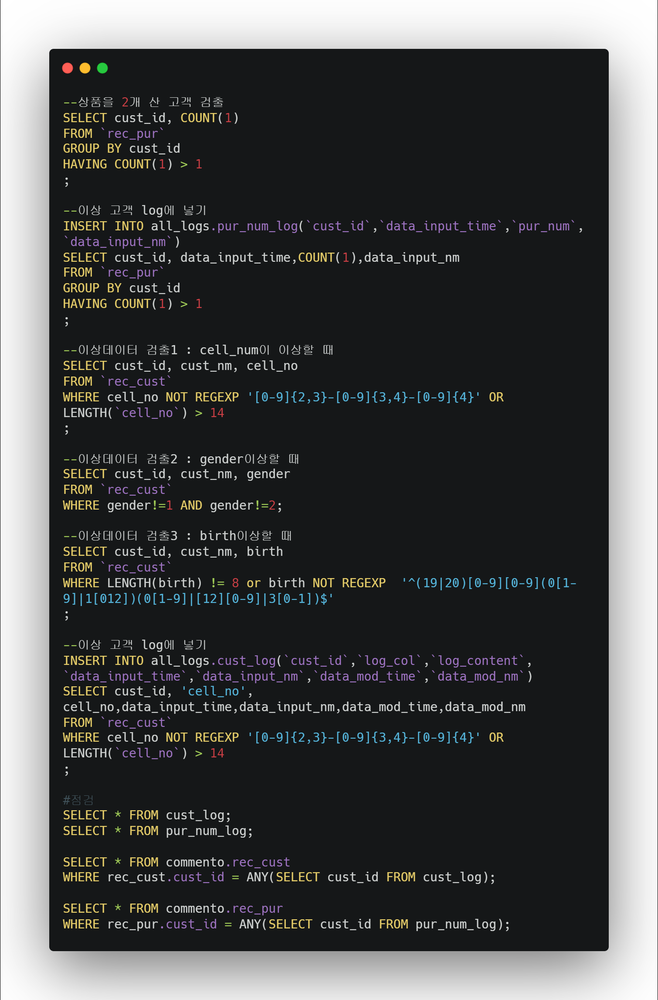 --상품을 2개 산 고객 검출
SELECT cust_id, COUNT(1)
FROM `rec_pur`
GROUP BY cust_id
HAVING COUNT(1) > 1
;
--이상 고객 log에 넣기
INSERT INTO all_logs.pur_num_log(`cust_id`,`data_input_time`,`pur_num`,
`data_input_nm`)
SELECT cust_id, data_input_time,COUNT(1),data_input_nm
FROM `rec_pur`
GROUP BY cust_id
HAVING COUNT(1) > 1
;
--이상데이터 검출1 : cell_num이 이상할 때
SELECT cust_id, cust_nm, cell_no
FROM `rec_cust`
WHERE cell_no NOT REGEXP '[0-9]{2,3}-[0-9]{3,4}-[0-9]{4}' OR
LENGTH(`cell_no`) > 14
;
--이상데이터 검출2 : gender이상할 때
SELECT cust_id, cust_nm, gender
FROM `rec_cust`
WHERE gender!=1 AND gender!=2;
--이상데이터 검출3 : birth이상할 때
SELECT cust_id, cust_nm, birth
FROM `rec_cust`
WHERE LENGTH(birth) != 8 or birth NOT REGEXP  '^(19|20)[0-9][0-9](0[1-
9]|1[012])(0[1-9]|[12][0-9]|3[0-1])$'
;
--이상 고객 log에 넣기
INSERT INTO all_logs.cust_log(`cust_id`,`log_col`,`log_content`,
`data_input_time`,`data_input_nm`,`data_mod_time`,`data_mod_nm`)
SELECT cust_id, 'cell_no',
cell_no,data_input_time,data_input_nm,data_mod_time,data_mod_nm
FROM `rec_cust`
WHERE cell_no NOT REGEXP '[0-9]{2,3}-[0-9]{3,4}-[0-9]{4}' OR
LENGTH(`cell_no`) > 14
;
#점검
SELECT * FROM cust_log;
SELECT * FROM pur_num_log;
SELECT * FROM commento.rec_cust
WHERE rec_cust.cust_id = ANY(SELECT cust_id FROM cust_log);
SELECT * FROM commento.rec_pur
WHERE rec_pur.cust_id = ANY(SELECT cust_id FROM pur_num_log);